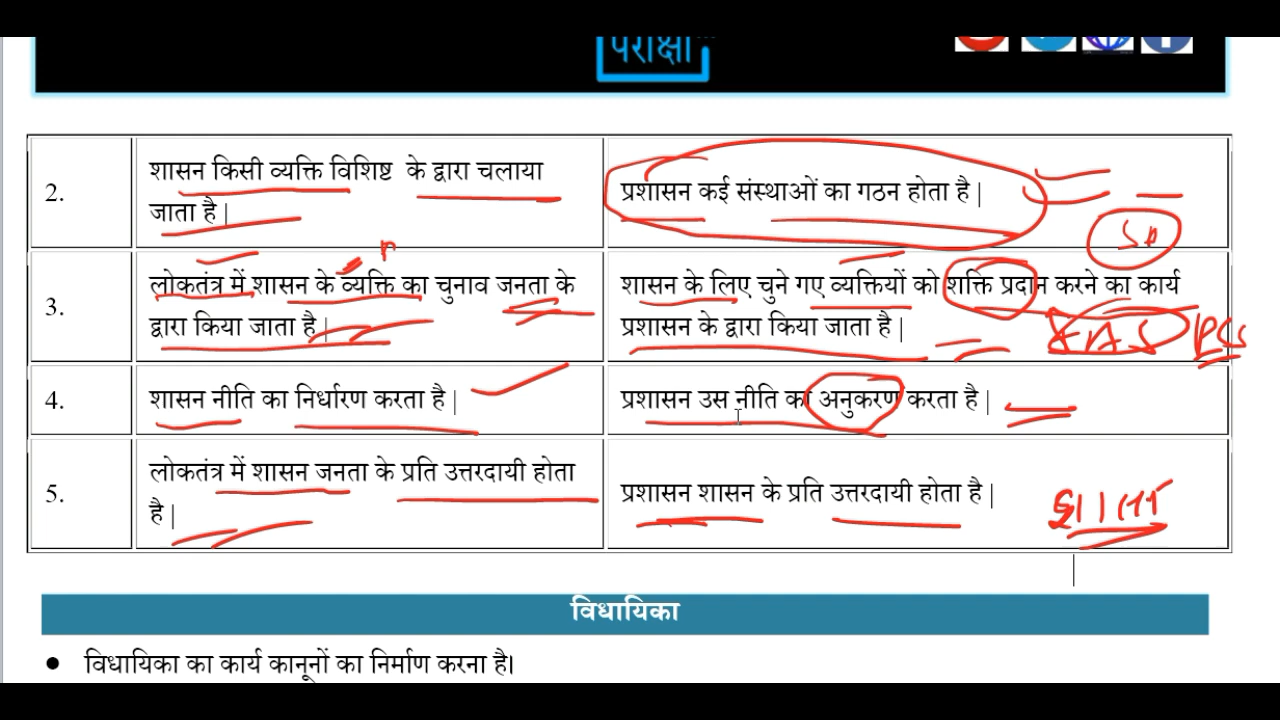 परीक्षा
2.
शासन किसी व्यक्ति विशिष्ट के द्वारा चलाया
जाता है |
प्रशासन कई संस्थाओं का गठन होता है |
3.
लोकतंत्र में शासन के व्यक्ति का चुनाव जनता के
द्वारा किया जाता है |
शासन के लिए चुने गए व्यक्तियों को शक्ति प्रदान करने का कार्य
प्रशासन के द्वारा किया जाता है |
IAS PCS
4.
शासन नीति का निर्धारण करता है |
प्रशासन उस नीति का अनुकरण करता है |
5.
लोकतंत्र में शासन जनता के प्रति उत्तरदायी होता
है |
प्रशासन शासन के प्रति उत्तरदायी होता है |
विधायिका
• विधायिका का कार्य कानूनों का निर्माण करना है।